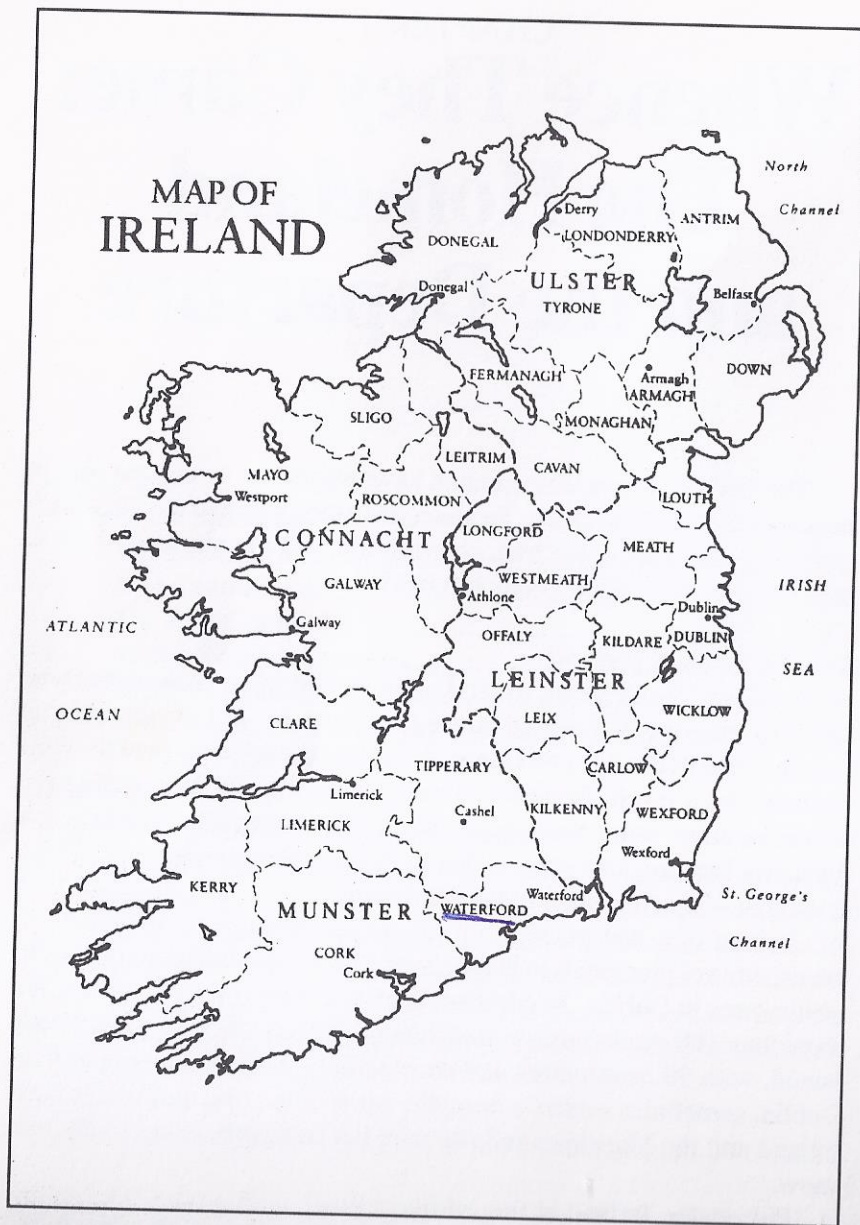 MAP OF
IRELAND
North
Channel
Derry
ANTRIM
LONDONDERRY
DONEGAL
ULSTER
Donegal
Belfast
TYRONE
FERMANAGH
Armagh
DOWN
ARMAGH
SLIGO
MONAGHAN
LEITRIM
CAVAN
MAYO
Westport
ROSCOMMON
LOUTH
CONNACHT
LONGFORD
MEATH
GALWAY
WESTMEATH
IRISH
Athlone
Dublin
ATLANTIC
Galway
OFFALY
KILDARE
DUBLIN
SEA
LEINSTER
OCEAN
CLARE
LEIX
WICKLOW
TIPPERARY
CARLOW
Limerick
Cashel
KILKENNY
WEXFORD
LIMERICK
Wexford
KERRY
Waterford
St. George's
MUNSTER
WATERFORD
Channel
CORK
Cork